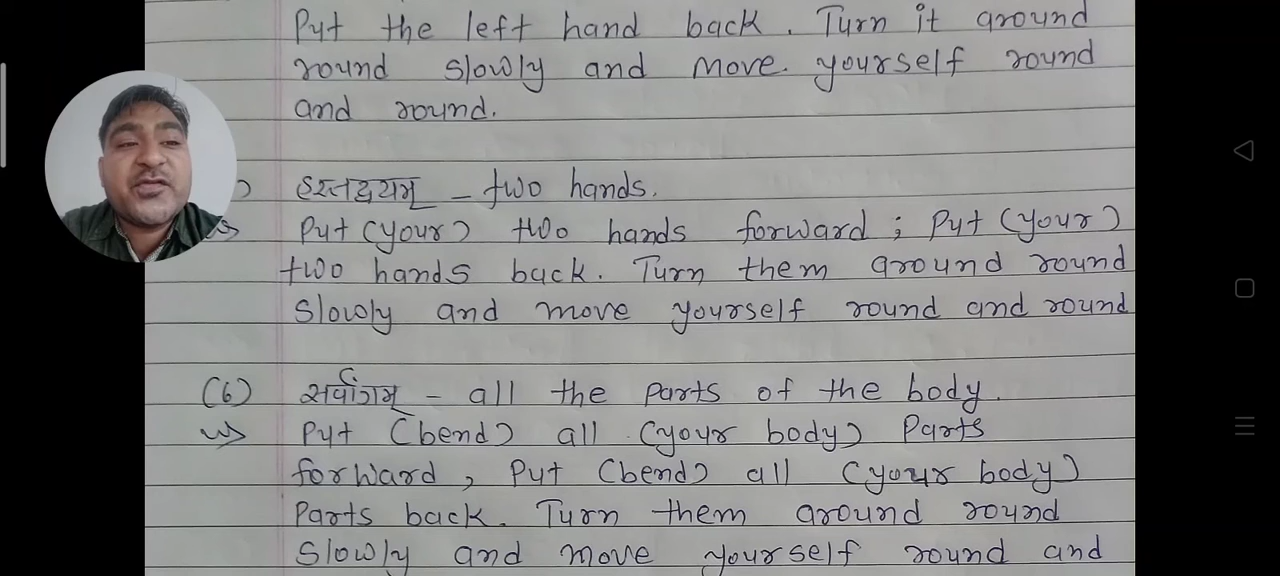 Put the left hand back. Turn it around
round slowly and move yourself round
and round.
) हस्तद्वयम् – two hands.
Put (your) two hands forward; Put (your)
two hands back. Turn them around round
slowly and move yourself round and round
(6) सर्वांगम् – all the parts of the body.
Put (bend) all (your body) Parts
forward, Put (bend) all (your body)
Parts back. Turn them around round
slowly and move yourself round and